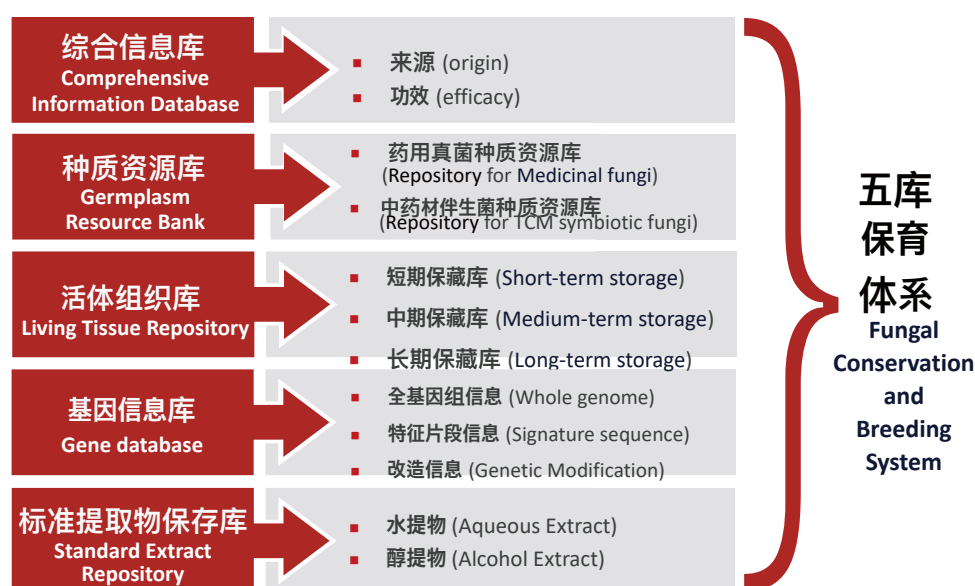 综合信息库
Comprehensive
Information Database
来源 (origin)
功效 (efficacy)
种质资源库
Germplasm
Resource Bank
药用真菌种质资源库
(Repository for Medicinal fungi)
中药材伴生菌种质资源库
(Repository for TCM symbiotic fungi)
活体组织库
Living Tissue Repository
短期保藏库 (Short-term storage)
中期保藏库 (Medium-term storage)
长期保藏库 (Long-term storage)
基因信息库
Gene database
全基因组信息 (Whole genome)
特征片段信息 (Signature sequence)
改造信息 (Genetic Modification)
标准提取物保存库
Standard Extract
Repository
水提物 (Aqueous Extract)
醇提物 (Alcohol Extract)
五库
保育
体系
Fungal
Conservation
and
Breeding
System